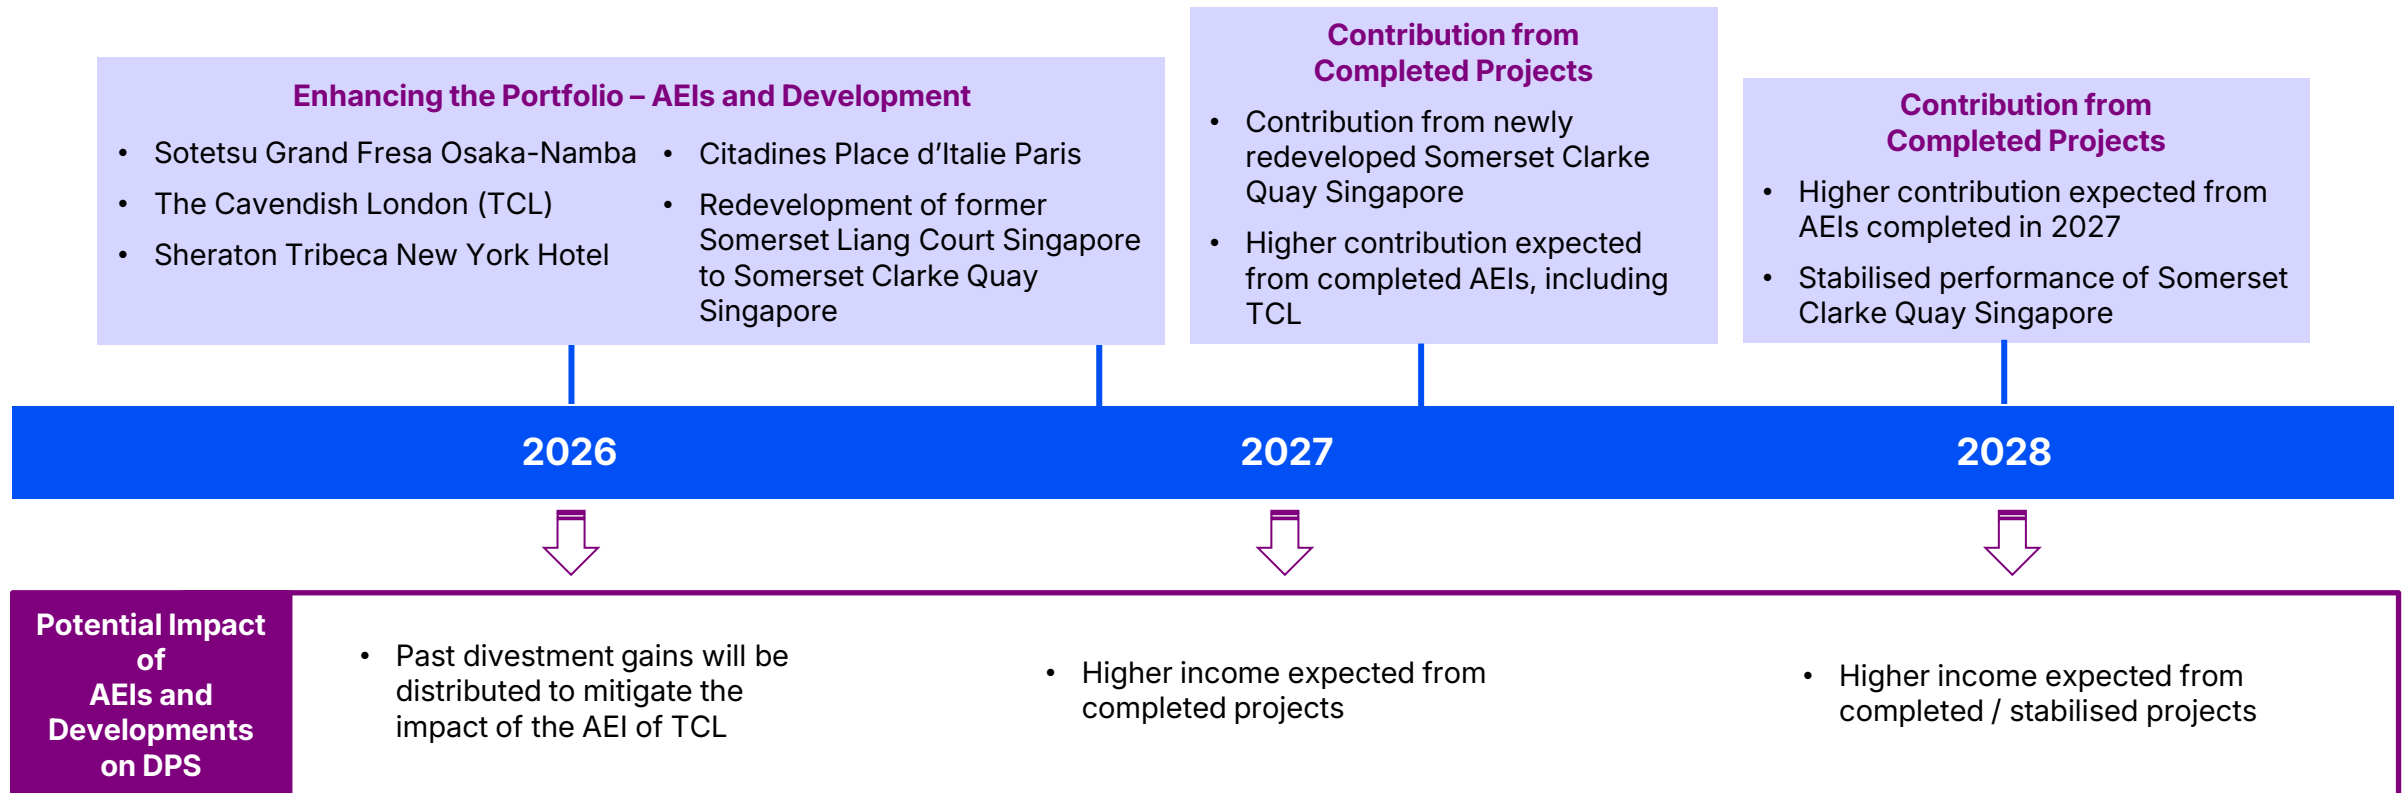 Enhancing the Portfolio – AEIs and Development
• Sotetsu Grand Fresa Osaka-Namba
• The Cavendish London (TCL)
• Sheraton Tribeca New York Hotel
• Citadines Place d’Italie Paris
• Redevelopment of former
Somerset Liang Court Singapore
to Somerset Clarke Quay
Singapore
Contribution from
Completed Projects
• Contribution from newly
redeveloped Somerset Clarke
Quay Singapore
• Higher contribution expected
from completed AEIs, including
TCL
Contribution from
Completed Projects
• Higher contribution expected from
AEIs completed in 2027
• Stabilised performance of Somerset
Clarke Quay Singapore
2026
2027
2028
Potential Impact
of
AEIs and
Developments
on DPS
• Past divestment gains will be
distributed to mitigate the
impact of the AEI of TCL
• Higher income expected from
completed projects
• Higher income expected from
completed / stabilised projects